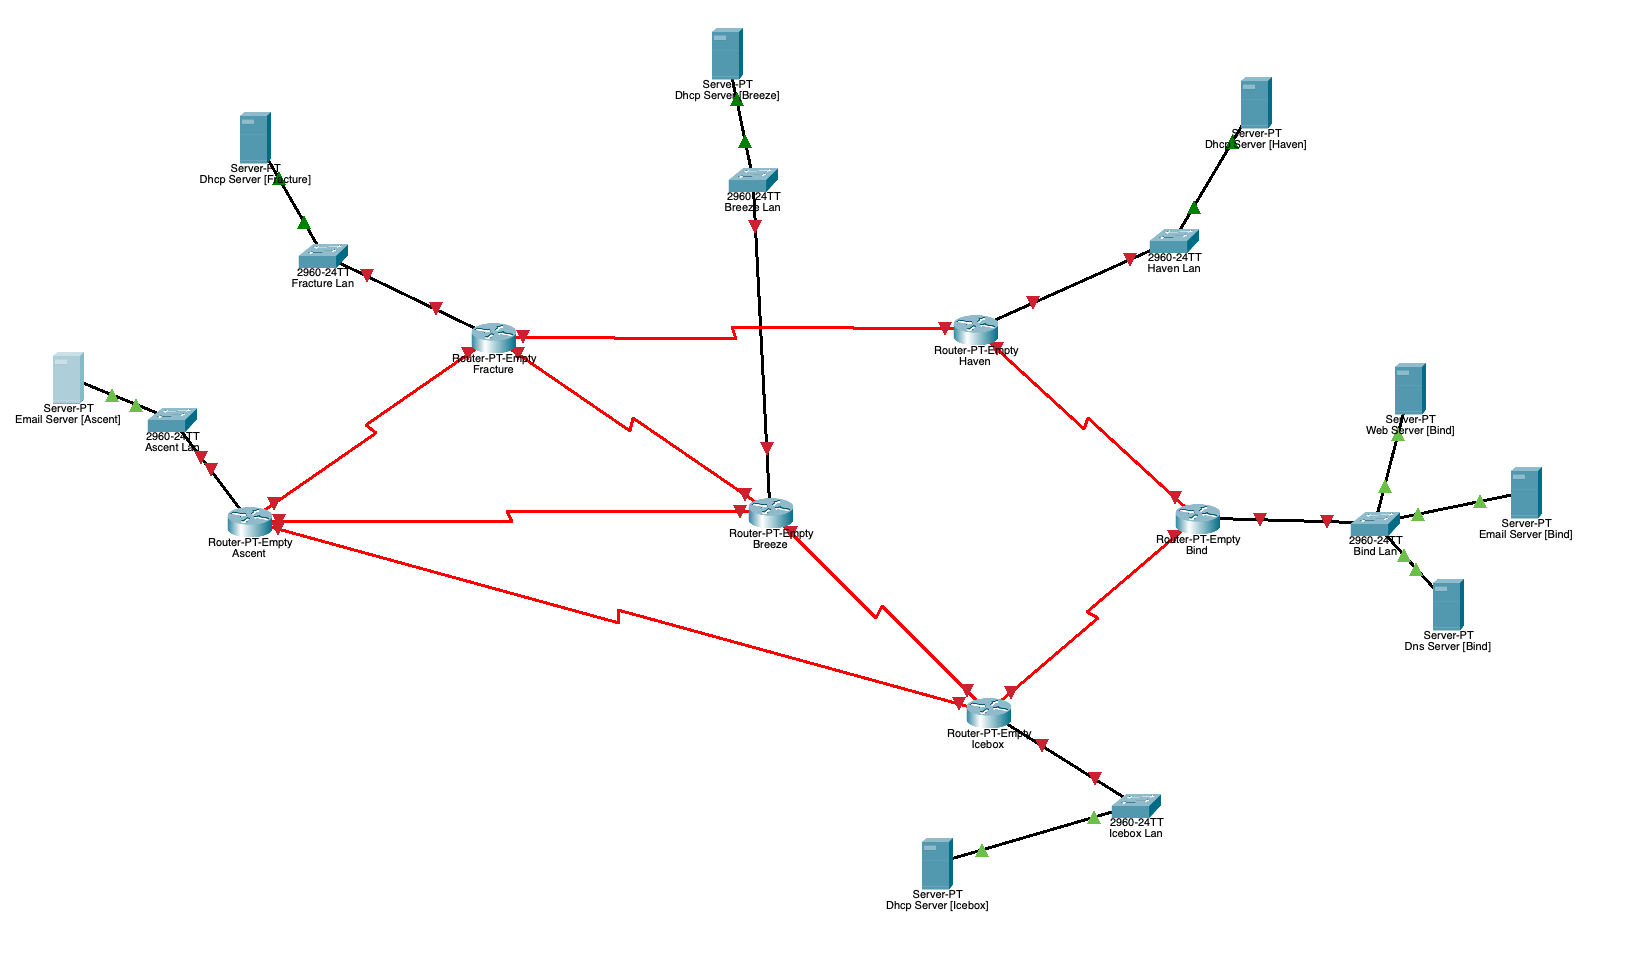 Server-PT
Dhcp Server [Breeze]
Server-PT
Dhcp Server [Haven]
Server-PT
Dhcp Server [Fracture]
2960-24TT
Breeze Lan
2960-24TT
Haven Lan
2960-24TT
Fracture Lan
Router-PT-Empty
Haven
Router-PT-Empty
Fracture
Server-PT
Email Server [Ascent]
Server-PT
Web Server [Bind]
2960-24TT
Ascent Lan
Server-PT
Email Server [Bind]
Router-PT-Empty
Breeze
Router-PT-Empty
Bind
2960-24TT
Bind Lan
Router-PT-Empty
Ascent
Server-PT
Dns Server [Bind]
Router-PT-Empty
Icebox
2960-24TT
Icebox Lan
Server-PT
Dhcp Server [Icebox]